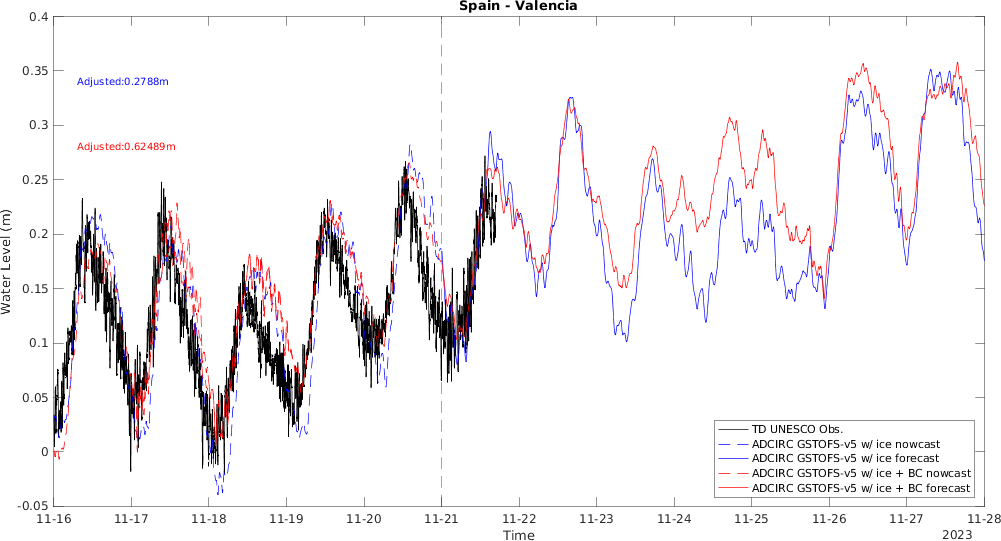 Spain - Valencia
0.4
0.35
0.3
0.25
0.2
0.15
0.1
0.05
0
-0.05
Water Level (m)
Adjusted:0.2788m
Adjusted:0.62489m
TD UNESCO Obs.
ADCIRC GSTOFS-v5 w/ ice nowcast
ADCIRC GSTOFS-v5 w/ ice forecast
ADCIRC GSTOFS-v5 w/ ice + BC nowcast
ADCIRC GSTOFS-v5 w/ ice + BC forecast
11-16 11-17 11-18 11-19 11-20 11-21 11-22 11-23 11-24 11-25 11-26 11-27 11-28
Time
2023